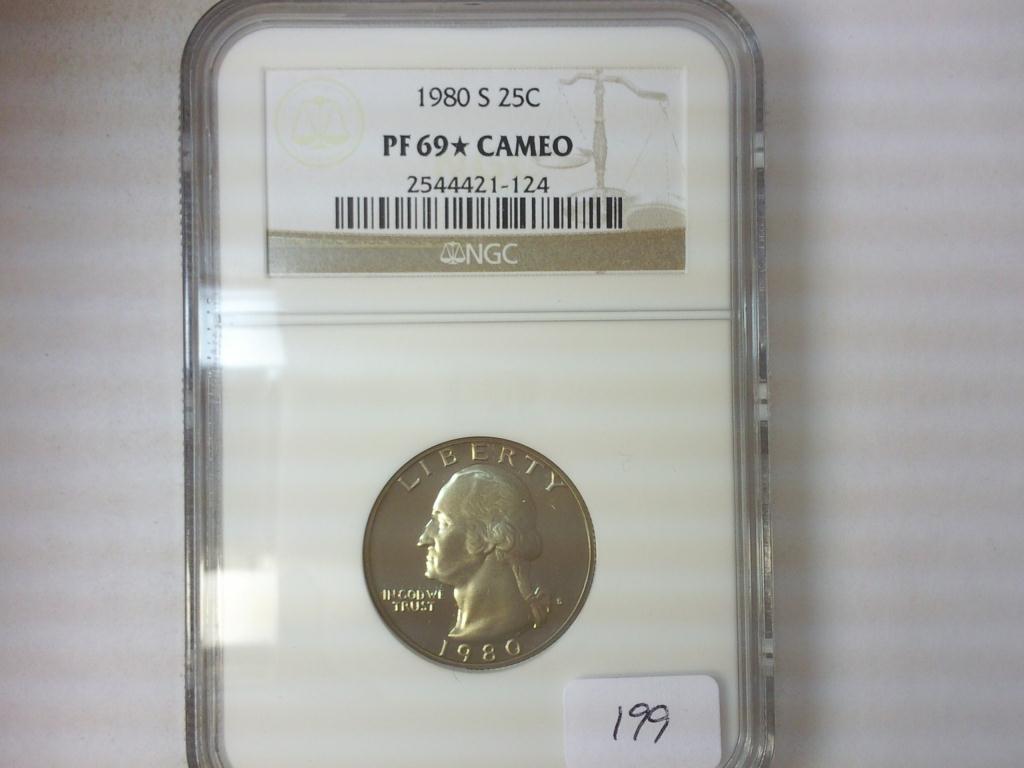 1980 S 25C
PF 69★ CAMEO
2544421-124
NGC
LIBERTY
IN GOD WE
TRUST
S
1980
199